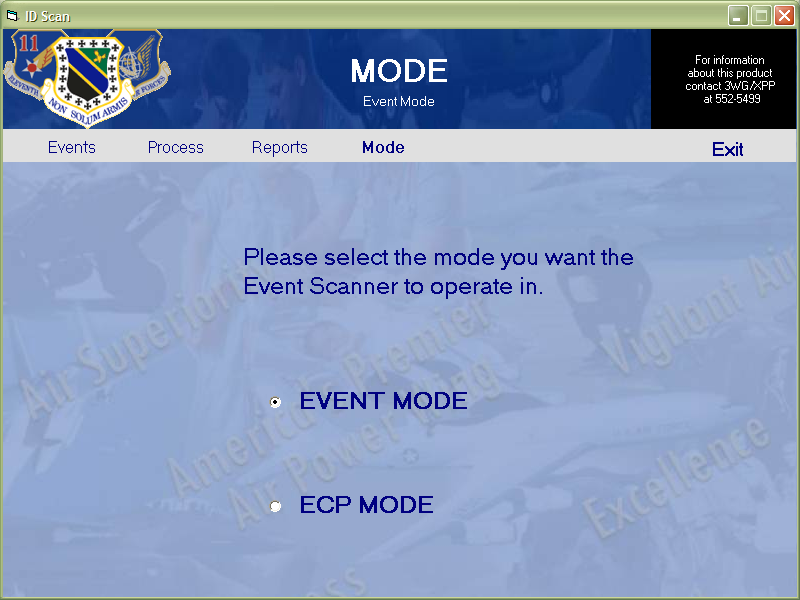 ID Scan
11
ELEVENTH AIR FORCES
NON SOLUM ARMIS
MODE
Event Mode
For information
about this product
contact 3WG/XPP
at 552-5499
Events Process Reports Mode Exit
Please select the mode you want the
Event Scanner to operate in.
Air Superiority
America's Premier
Air Power Wing
Vigilant Air
Excellence
EVENT MODE
ECP MODE